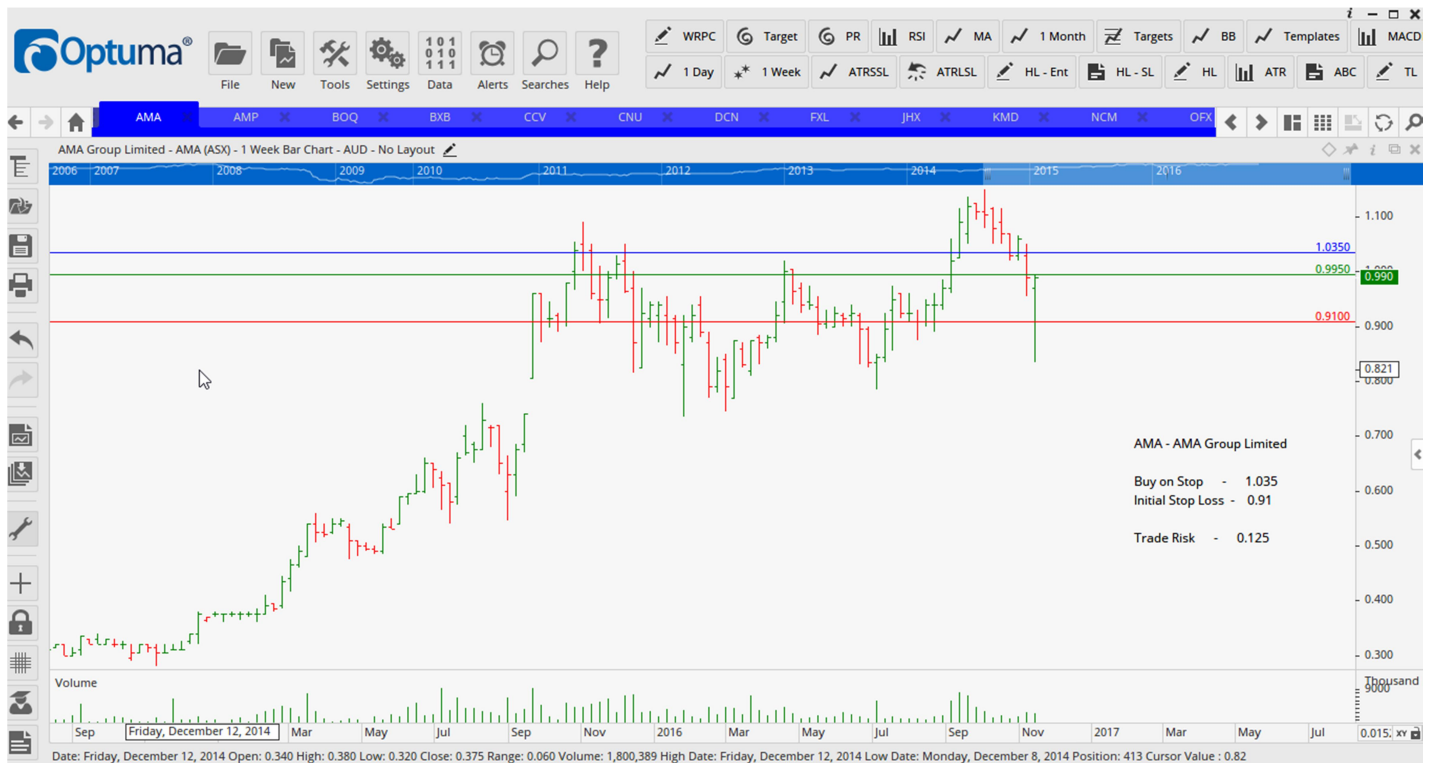 Optuma®
File New Tools Settings Data Alerts Searches Help
WRPC Target PR RSI MA 1 Month Targets BB Templates MACD
1 Day 1 Week ATRSSL ATRLSL HL - Ent HL - SL HL ATR ABC TL
AMA AMP BOQ BXB CCV CNU DCN FXL JHX KMD NCM OFX
AMA Group Limited - AMA (ASX) - 1 Week Bar Chart - AUD - No Layout
2006 2007 2008 2009 2010 2011 2012 2013 2014 2015 2016
1.100
1.0350
0.9950
1.000
0.990
0.9100
0.900
0.821
0.800
0.700
AMA - AMA Group Limited
Buy on Stop - 1.035
0.600
Initial Stop Loss - 0.91
Trade Risk - 0.125
0.500
0.400
0.300
Volume
Thousand
9000
Sep Friday, December 12, 2014 Mar May Jul Sep Nov 2016 Mar May Jul Sep Nov 2017 Mar May Jul 0.015, XY
Date: Friday, December 12, 2014 Open: 0.340 High: 0.380 Low: 0.320 Close: 0.375 Range: 0.060 Volume: 1,800,389 High Date: Friday, December 12, 2014 Low Date: Monday, December 8, 2014 Position: 413 Cursor Value : 0.82